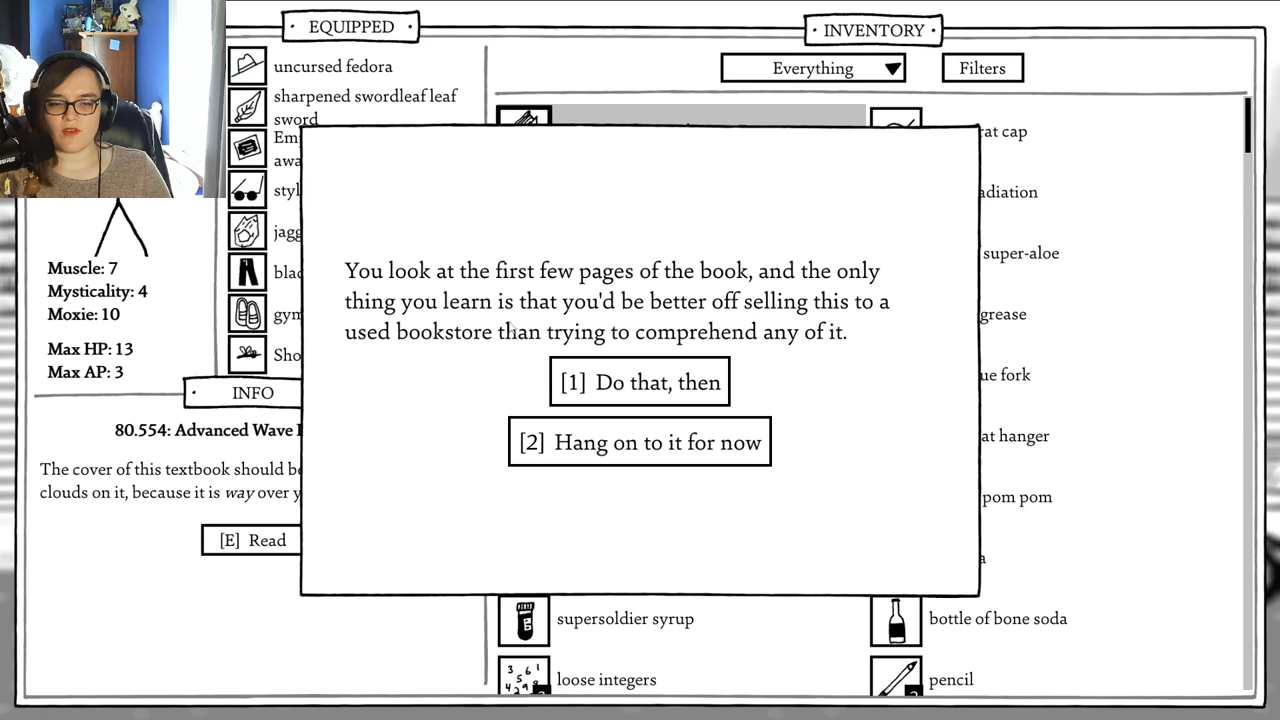 EQUIPPED
INVENTORY
uncursed fedora
Everything
Filters
sharpened swordleaf leaf
sword
rat cap
awa
adiation
jagg
super-aloe
Muscle: 7
Mysticality: 4
Moxie: 10
Max HP: 13
Max AP: 3
blac
gym
Sho
grease
ue fork
at hanger
pom pom
INFO
80.554: Advanced Wave
The cover of this textbook should be
clouds on it, because it is way over y
[E] Read
You look at the first few pages of the book, and the only
thing you learn is that you'd be better off selling this to a
used bookstore than trying to comprehend any of it.
[1] Do that, then
[2] Hang on to it for now
supersoldier syrup
bottle of bone soda
loose integers
pencil